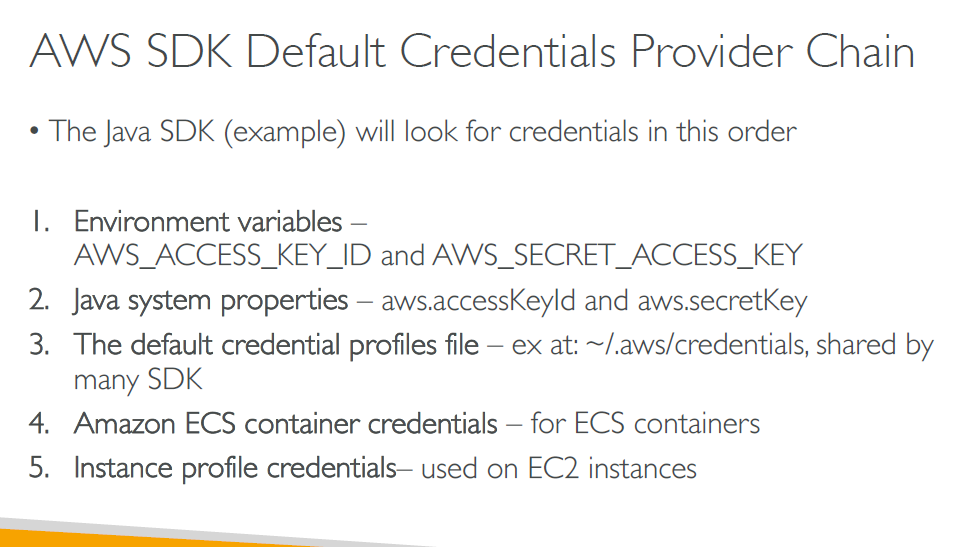 AWS SDK Default Credentials Provider Chain
• The Java SDK (example) will look for credentials in this order
1. Environment variables –
AWS_ACCESS_KEY_ID and AWS_SECRET_ACCESS_KEY
2. Java system properties – aws.accessKeyId and aws.secretKey
3. The default credential profiles file – ex at: ~/.aws/credentials, shared by
many SDK
4. Amazon ECS container credentials – for ECS containers
5. Instance profile credentials– used on EC2 instances